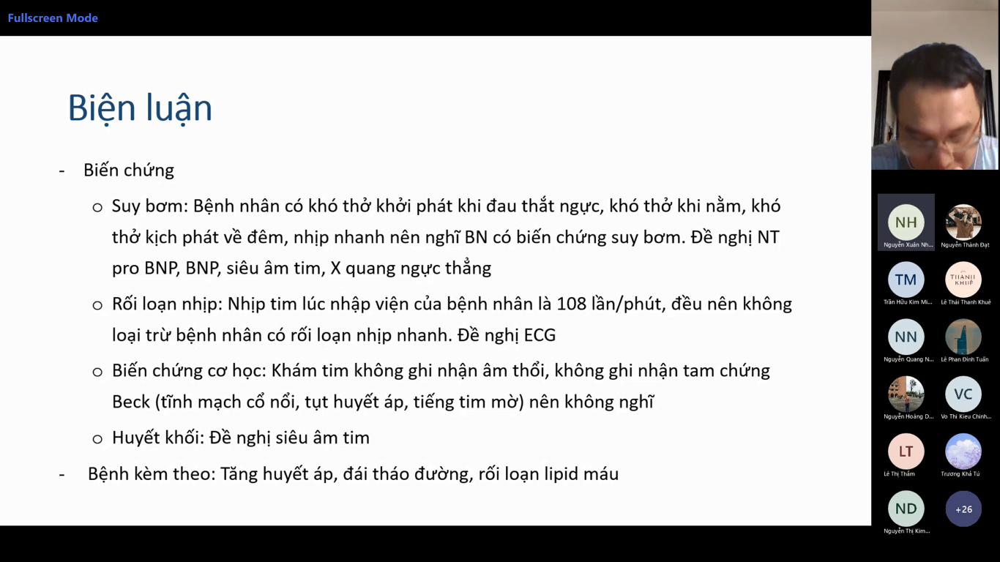 Fullscreen Mode
Biện luận
- Biến chứng
o Suy bơm: Bệnh nhân có khó thở khởi phát khi đau thắt ngực, khó thở khi nằm, khó
thở kịch phát về đêm, nhịp nhanh nên nghĩ BN có biến chứng suy bơm. Đề nghị NT
pro BNP, BNP, siêu âm tim, X quang ngực thẳng
o Rối loạn nhịp: Nhịp tim lúc nhập viện của bệnh nhân là 108 lần/phút, đều nên không
loại trừ bệnh nhân có rối loạn nhịp nhanh. Đề nghị ECG
o Biến chứng cơ học: Khám tim không ghi nhận âm thổi, không ghi nhận tam chứng
Beck (tĩnh mạch cổ nổi, tụt huyết áp, tiếng tim mờ) nên không nghĩ
o Huyết khối: Đề nghị siêu âm tim
- Bệnh kèm theo: Tăng huyết áp, đái tháo đường, rối loạn lipid máu
NH
Nguyễn Xuân Nh...
Nguyễn Thành Đạt
TM
Trần Hữu Kim Mi...
THANH
KHUÊ
Lê Thái Thanh Khuê
NN
Nguyễn Quang N...
Lê Phan Đình Tuấn
Nguyễn Hoàng D...
VC
Vo Thi Kieu Chinh...
LT
Lê Thị Thắm
Trương Khả Tú
ND
Nguyễn Thị Kim...
+26